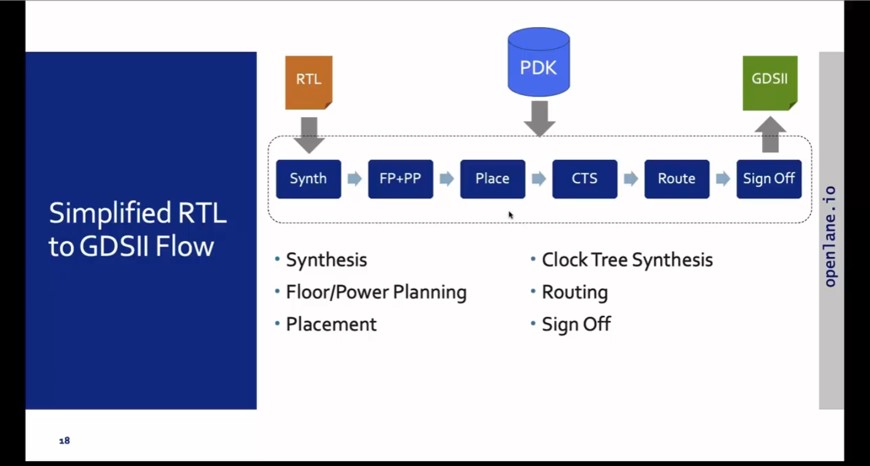 RTL
PDK
GDSII
Synth
FP+PP
Place
CTS
Route
Sign Off
Simplified RTL
to GDSII Flow
• Synthesis
• Floor/Power Planning
• Placement
• Clock Tree Synthesis
• Routing
• Sign Off
openlane.io
18